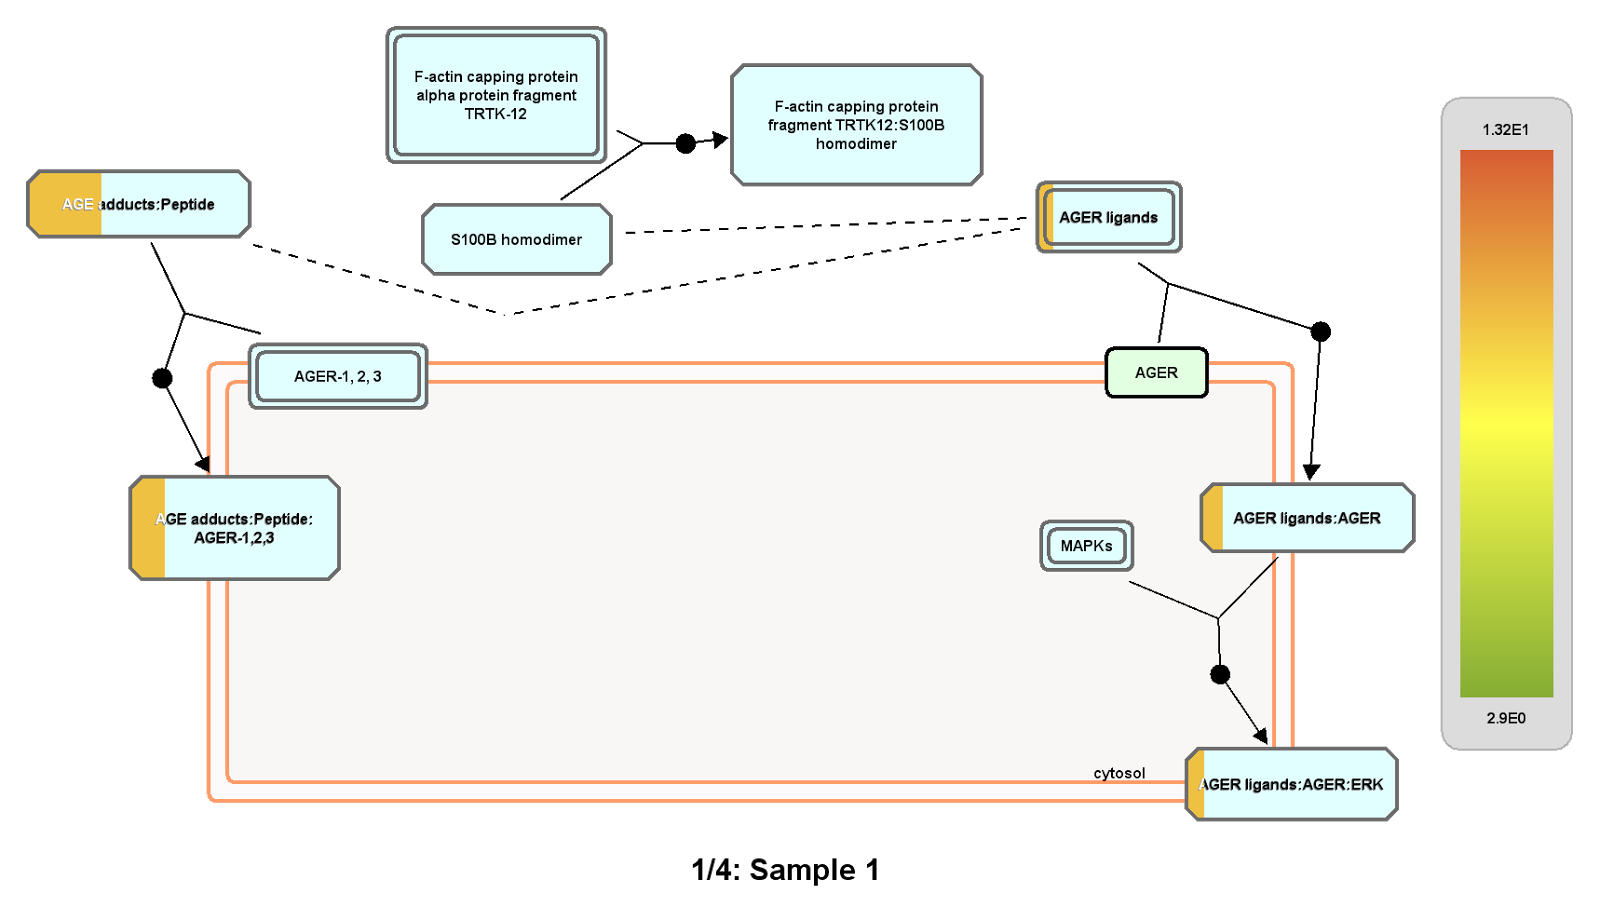 F-actin capping protein
alpha protein fragment
TRTK-12
F-actin capping protein
fragment TRTK12:S100B
homodimer
1.32E1
AGE adducts:Peptide
S100B homodimer
AGER ligands
AGER-1, 2, 3
AGER
AGE adducts:Peptide:
AGER-1,2,3
AGER ligands:AGER
MAPKs
2.9E0
cytosol
AGER ligands:AGER:ERK
1/4: Sample 1